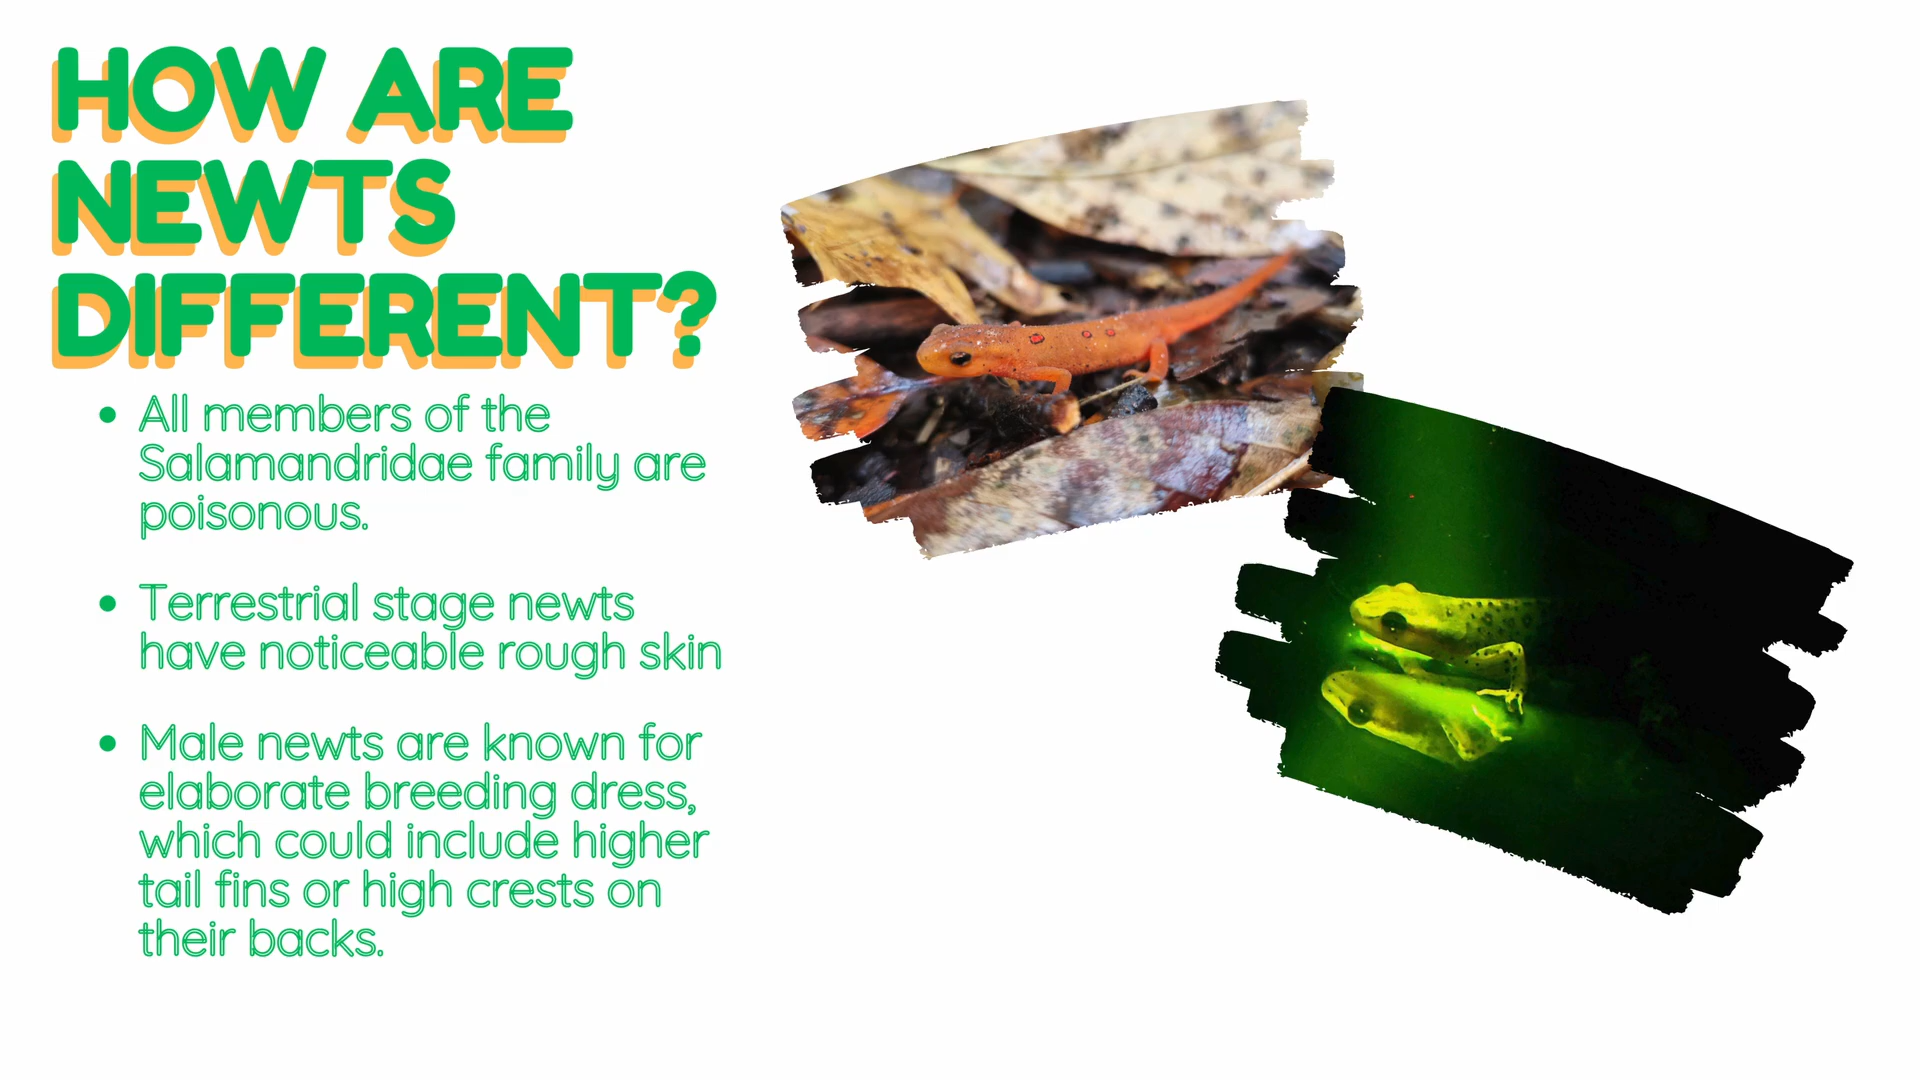 HOW ARE
NEWTS
DIFFERENT?
• All members of the
Salamandridae family are
poisonous.
• Terrestrial stage newts
have noticeable rough skin
• Male newts are known for
elaborate breeding dress,
which could include higher
tail fins or high crests on
their backs.